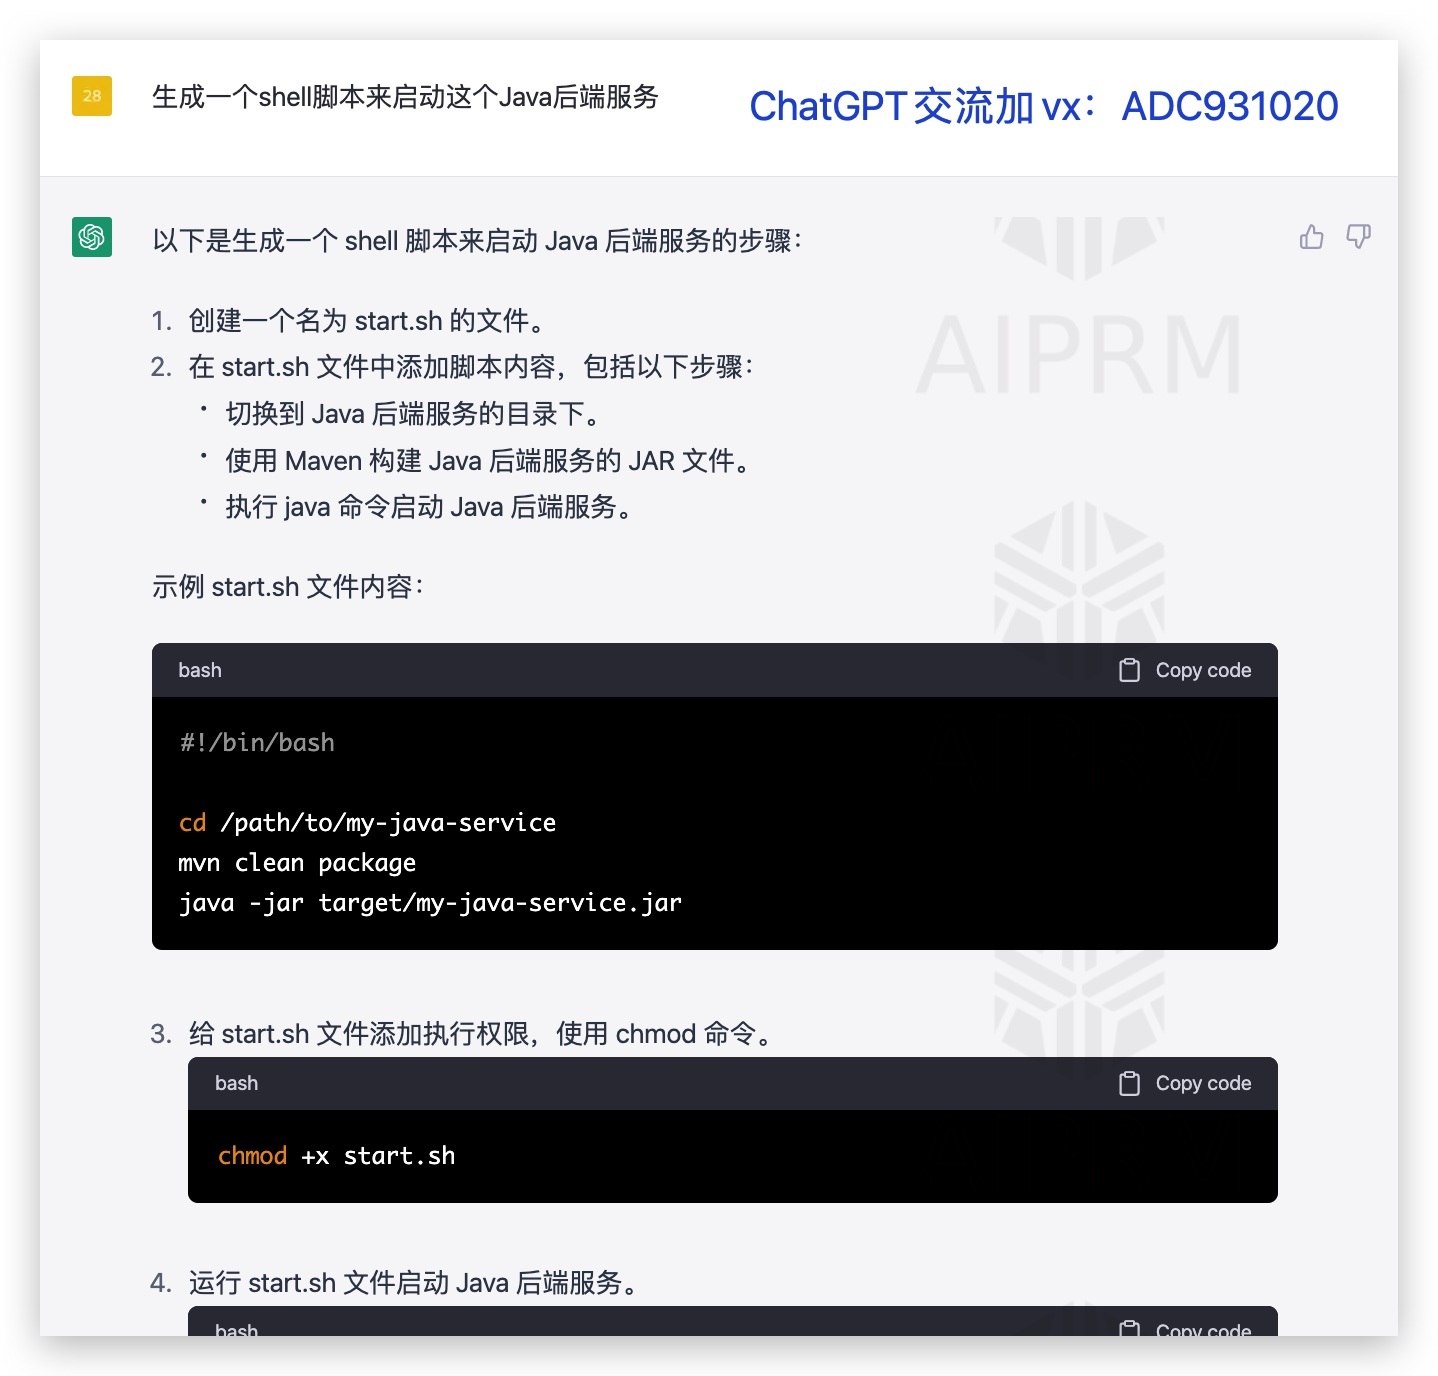 28
生成一个shell脚本来启动这个Java后端服务
ChatGPT交流加vx：ADC931020
以下是生成一个 shell 脚本来启动 Java 后端服务的步骤：
AIPRM
1. 创建一个名为 start.sh 的文件。
2. 在 start.sh 文件中添加脚本内容，包括以下步骤：
• 切换到 Java 后端服务的目录下。
• 使用 Maven 构建 Java 后端服务的 JAR 文件。
• 执行 java 命令启动 Java 后端服务。
示例 start.sh 文件内容：
bash
Copy code
#!/bin/bash
cd /path/to/my-java-service
mvn clean package
java -jar target/my-java-service.jar
3. 给 start.sh 文件添加执行权限，使用 chmod 命令。
bash
Copy code
chmod +x start.sh
4. 运行 start.sh 文件启动 Java 后端服务。
bash
Copy code